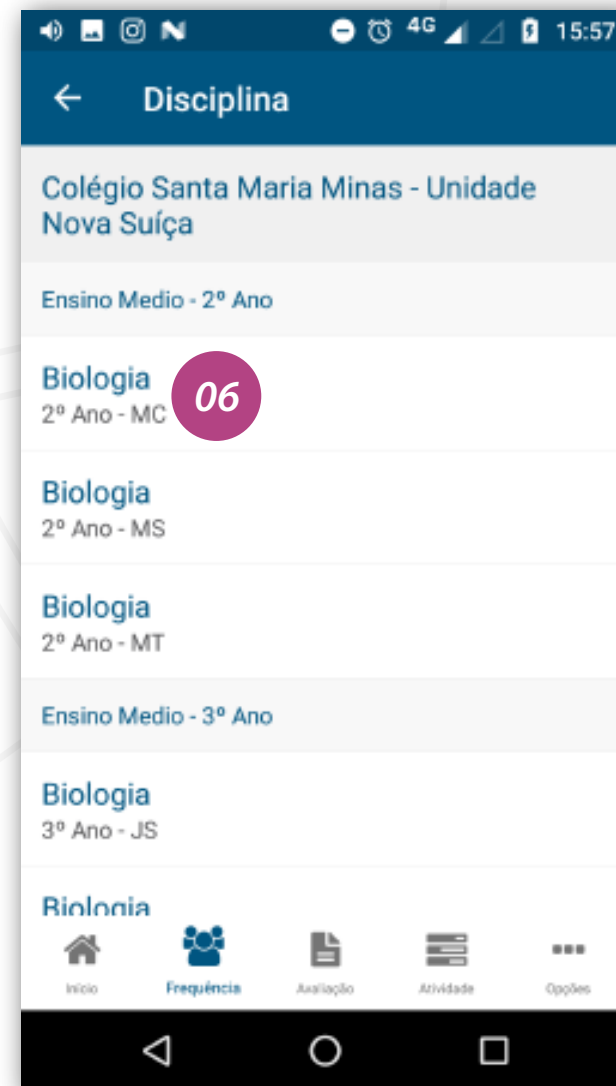 4G 15:57
Disciplina
Colégio Santa Maria Minas - Unidade
Nova Suíça
Ensino Medio - 2º Ano
Biologia
2º Ano - MC
06
Biologia
2º Ano - MS
Biologia
2º Ano - MT
Ensino Medio - 3º Ano
Biologia
3º Ano - JS
Biologia
Início Frequência Avaliação Atividade Opções